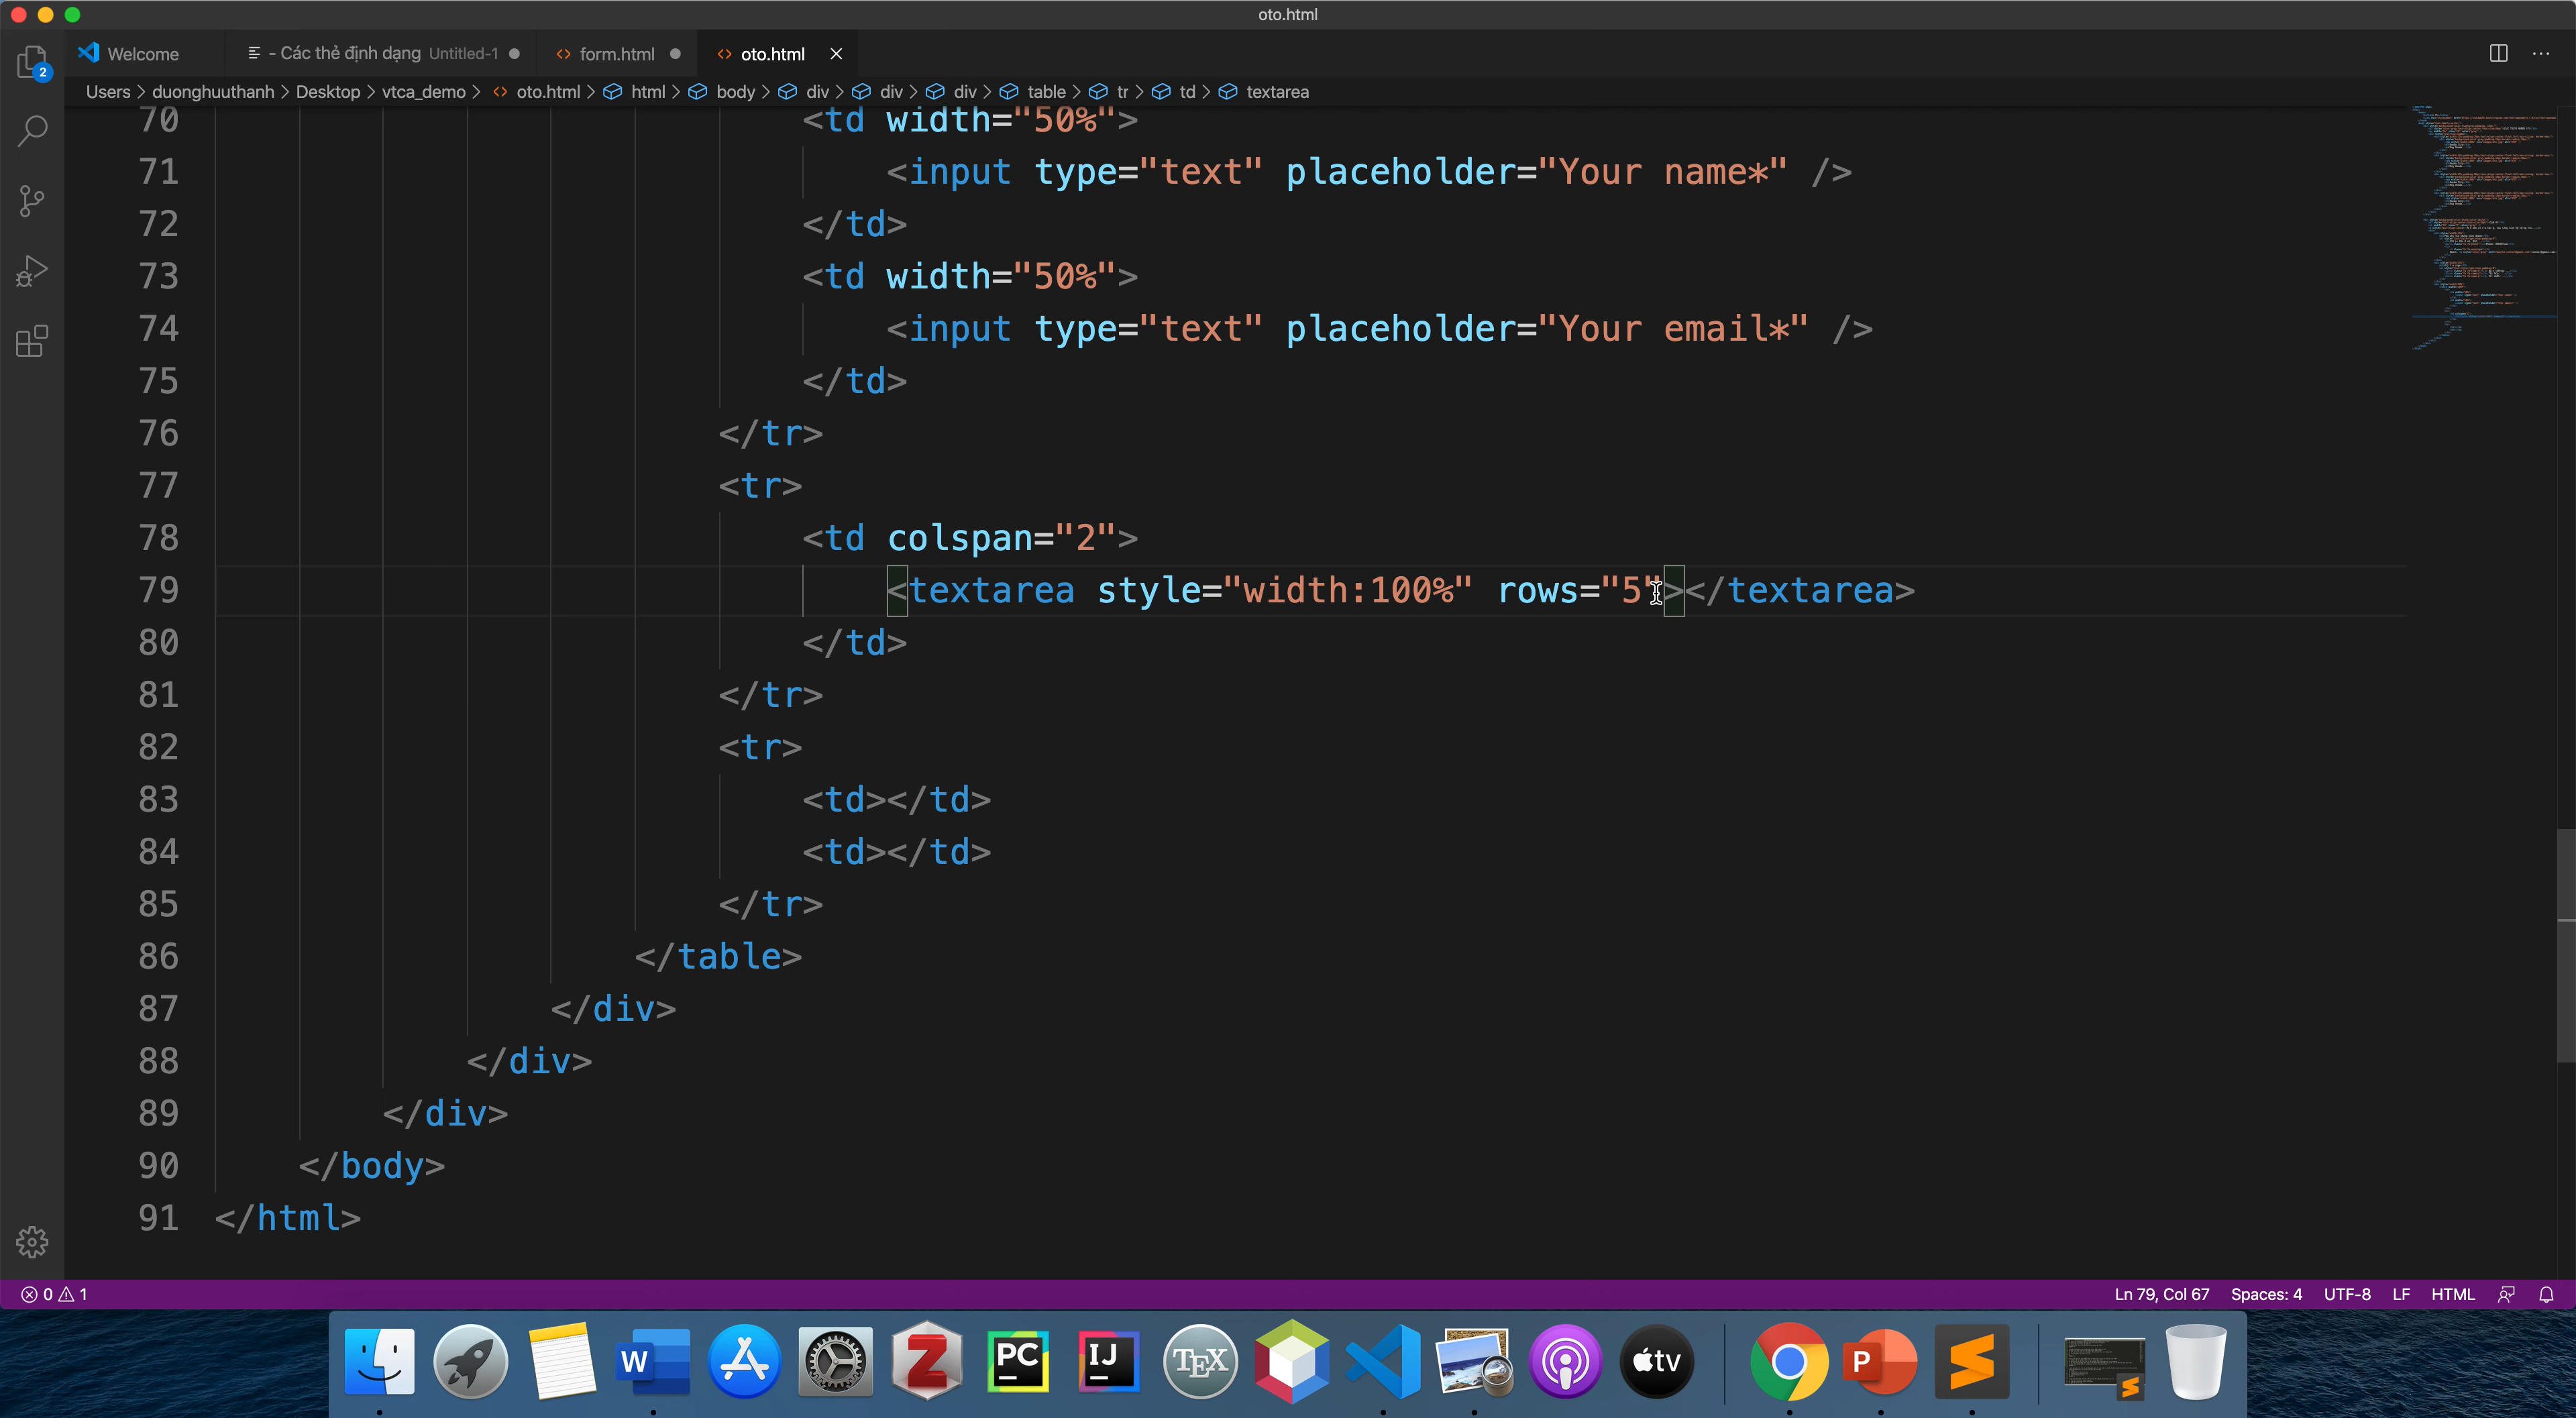 oto.html
Welcome
- Các thẻ định dạng Untitled-1
form.html
oto.html
2
Users > duonghuuthanh > Desktop > vtca_demo > oto.html > html > body > div > div > div > table > tr > td > textarea
70 <td width="50%">
71 <input type="text" placeholder="Your name*" />
72 </td>
73 <td width="50%">
74 <input type="text" placeholder="Your email*" />
75 </td>
76 </tr>
77 <tr>
78 <td colspan="2">
79 <textarea style="width:100%" rows="5"></textarea>
80 </td>
81 </tr>
82 <tr>
83 <td></td>
84 <td></td>
85 </tr>
86 </table>
87 </div>
88 </div>
89 </div>
90 </body>
91 </html>
0 1 Ln 79, Col 67 Spaces: 4 UTF-8 LF HTML
W Z PC IJ TEX tv P